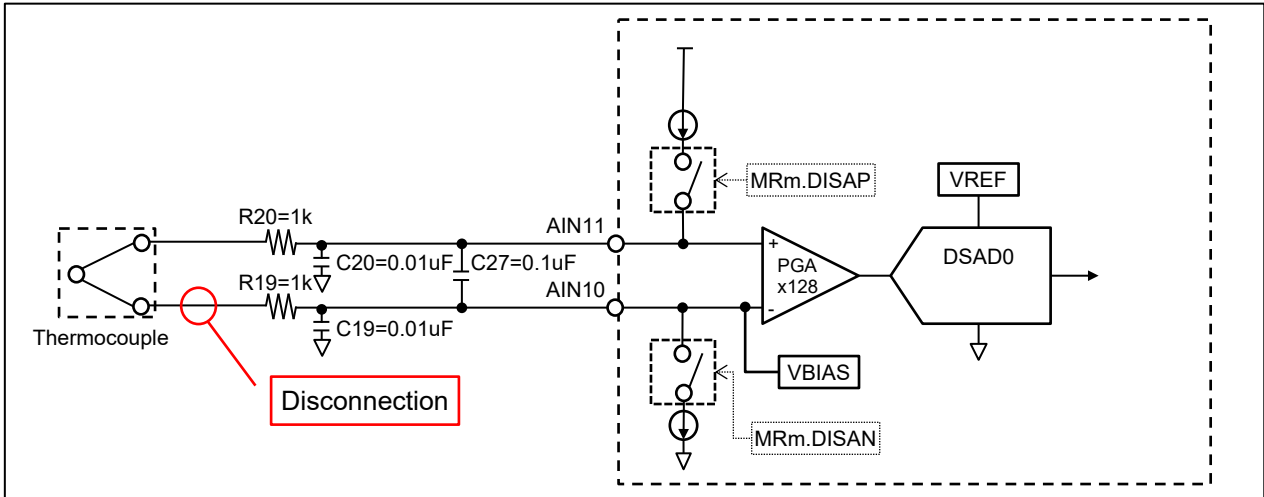 MRm.DISAP
VREF
R20=1k
AIN11
+
DSAD0
C20=0.01uF
C27=0.1uF
PGA
x128
R19=1k
AIN10
-
Thermocouple
C19=0.01uF
VBIAS
Disconnection
MRm.DISAN